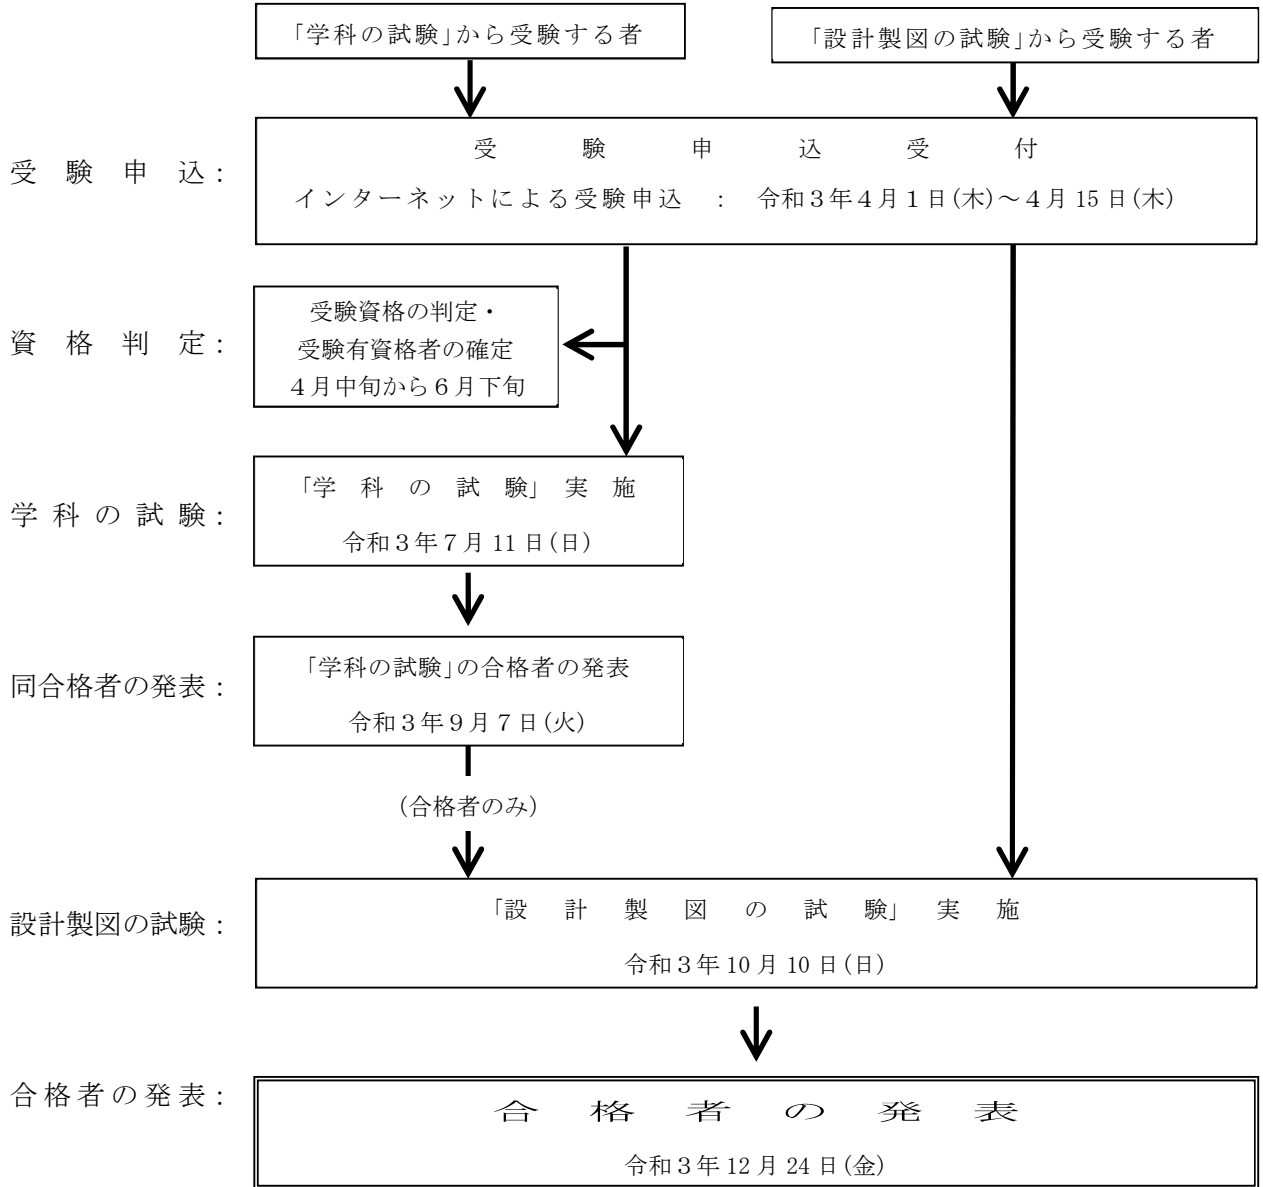 「学科の試験」から受験する者
「設計製図の試験」から受験する者
受験申込：
受験申込受付
インターネットによる受験申込 ： 令和３年４月１日(木)～４月15日(木)
資格判定：
受験資格の判定・
受験有資格者の確定
４月中旬から６月下旬
学科の試験：
「学科の試験」実施
令和３年７月11日(日)
同合格者の発表：
「学科の試験」の合格者の発表
令和３年９月７日(火)
(合格者のみ)
設計製図の試験：
「設計製図の試験」実施
令和３年10月10日(日)
合格者の発表：
合格者の発表
令和３年12月24日(金)